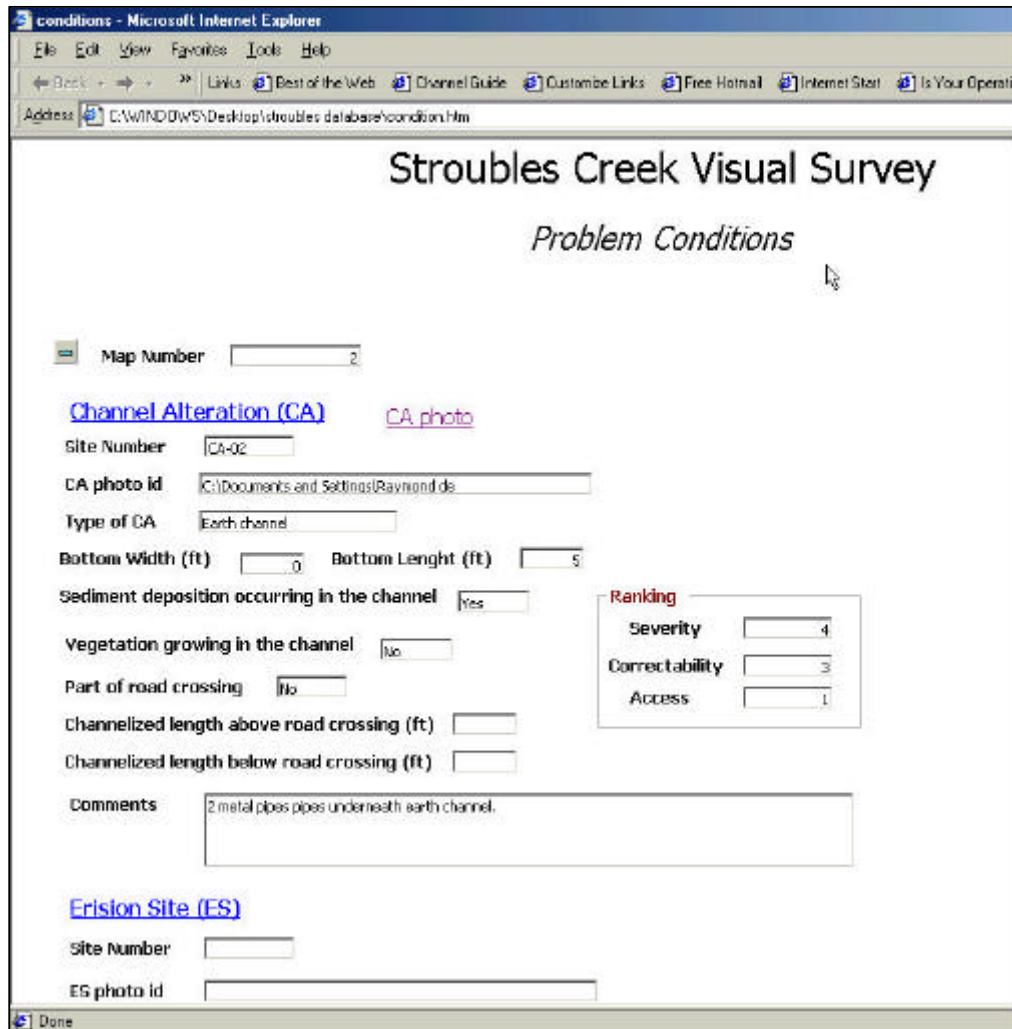 conditions - Microsoft Internet Explorer
File Edit View Favorites Tools Help
Back » Links Best of the Web Channel Guide Customize Links Free Hotmail Internet Start Is Your Operati
Address C:\WINDOWS\Desktop\stroubles database\condition.htm
Stroubles Creek Visual Survey
Problem Conditions
Map Number 2
Channel Alteration (CA) CA photo
Site Number CA-02
CA photo id C:\Documents and Settings\Raymond de
Type of CA Earth channel
Bottom Width (ft) 0 Bottom Lenght (ft) 5
Sediment deposition occurring in the channel Yes
Ranking
Severity 4
Vegetation growing in the channel No
Correctability 3
Part of road crossing No
Access 1
Channelized length above road crossing (ft)
Channelized length below road crossing (ft)
Comments 2 metal pipes pipes underneath earth channel.
Erision Site (ES)
Site Number
ES photo id
Done